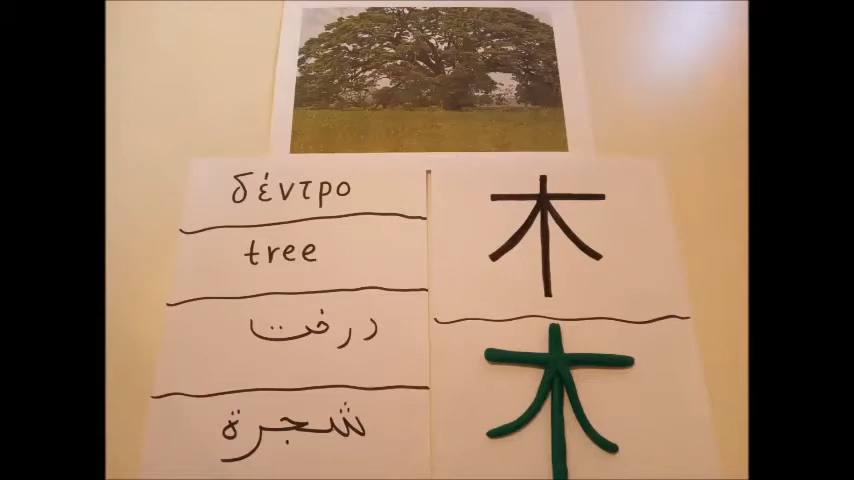 δέντρο
tree
درخت
شجرة
木
木